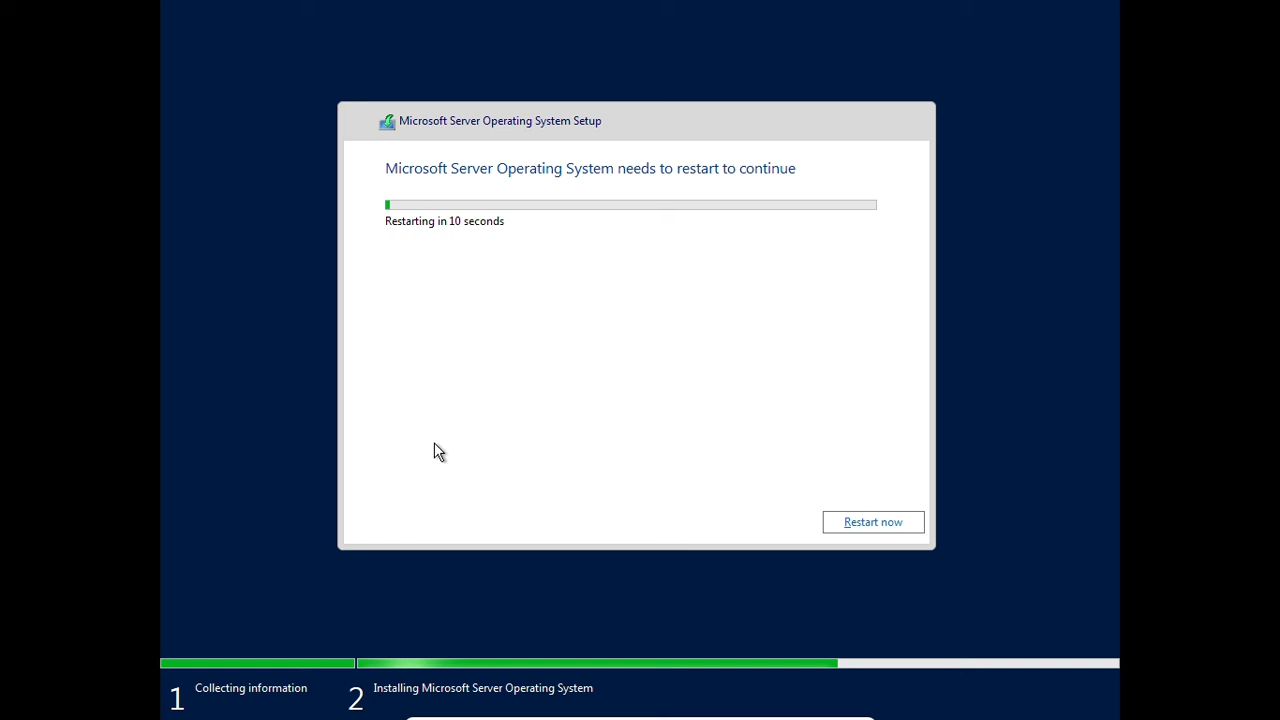 Microsoft Server Operating System Setup
Microsoft Server Operating System needs to restart to continue
Restarting in 10 seconds
Restart now
1 Collecting information
2 Installing Microsoft Server Operating System